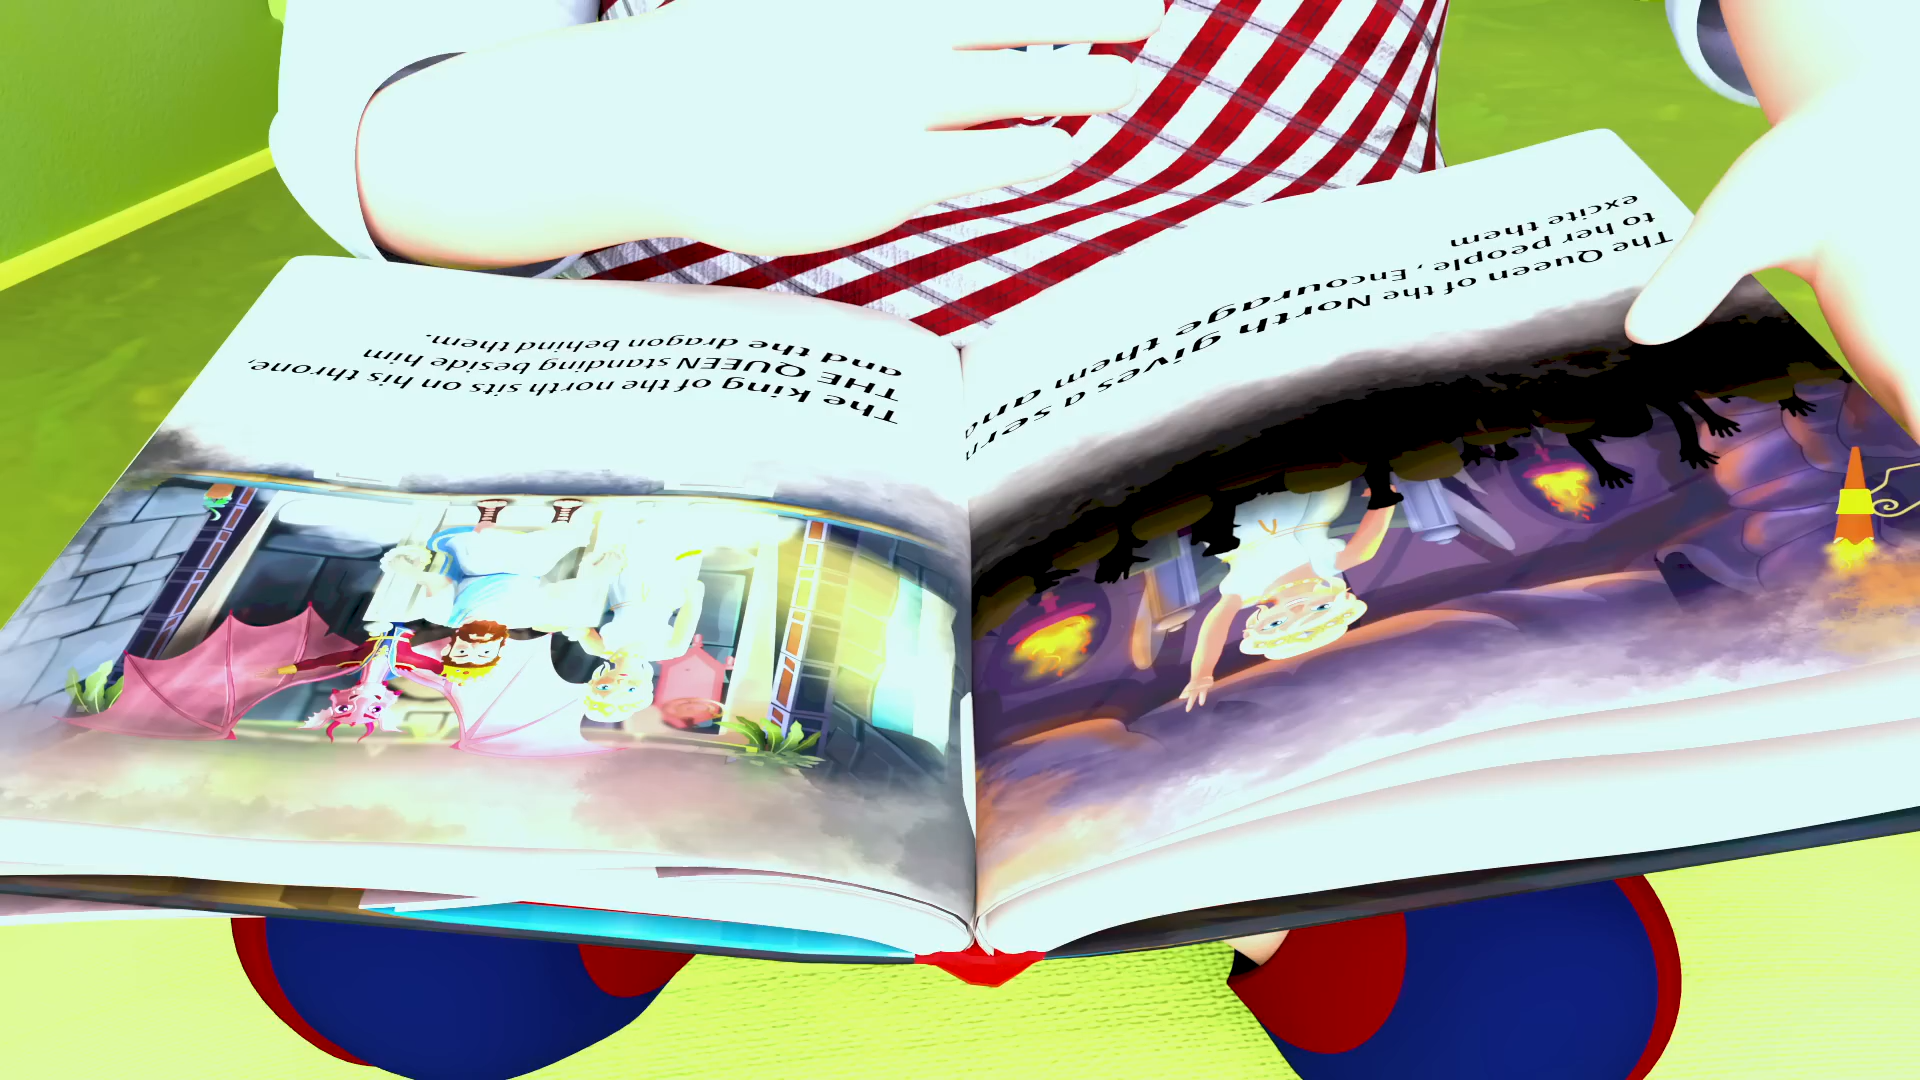 The Queen of the North gives a
to her people , Encourage them and
excite them
The king of the north sits on his throne,
THE QUEEN standing beside him
and the dragon behind them.